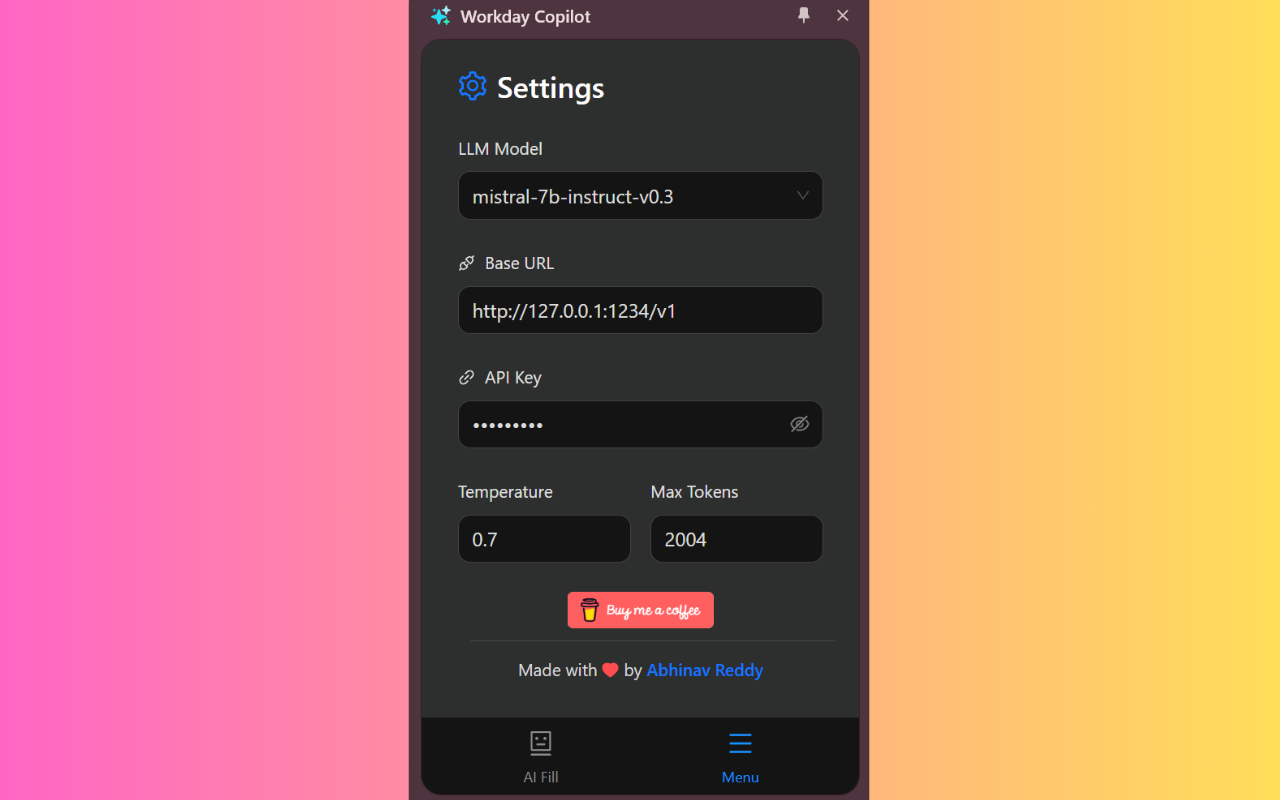 Workday Copilot
Settings
LLM Model
mistral-7b-instruct-v0.3
Base URL
http://127.0.0.1:1234/v1
API Key
•••••••••
Temperature
Max Tokens
0.7
2004
Buy me a coffee
Made with ❤ by Abhinav Reddy
AI Fill
Menu